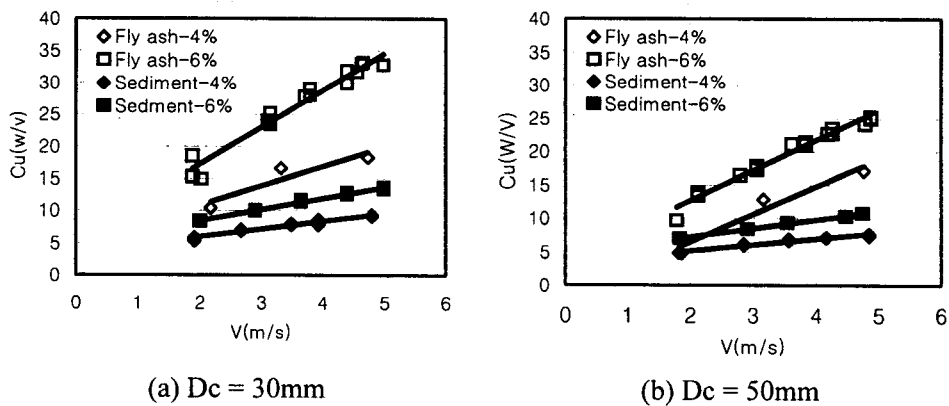 40
35
30
25
20
15
10
5
0
Cu(w/v)
Fly ash-4%
Fly ash-6%
Sediment-4%
Sedment-6%
0 1 2 3 4 5 6
V(m/s)
(a) Dc = 30mm
40
35
30
25
20
15
10
5
0
Cu(W/V)
Fly ash-4%
Fly ash-6%
Sediment-4%
Sediment-6%
0 1 2 3 4 5 6
V(m/s)
(b) Dc = 50mm